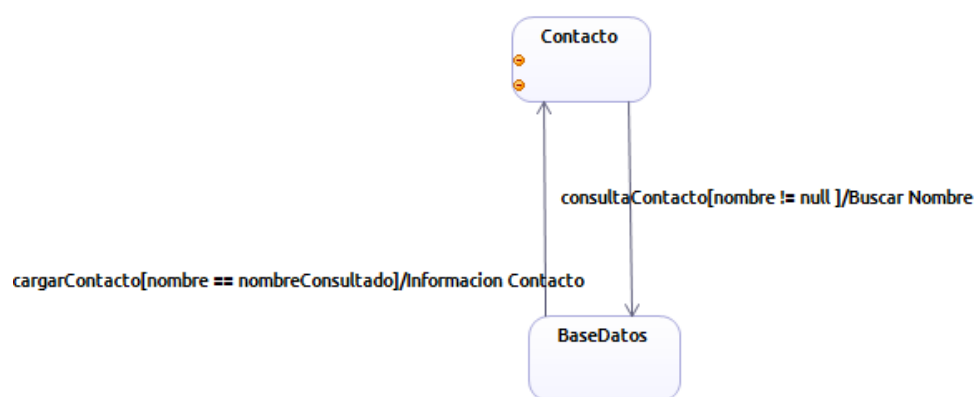 Contacto
consultaContacto[nombre != null ]/Buscar Nombre
cargarContacto[nombre == nombreConsultado]/Informacion Contacto
BaseDatos